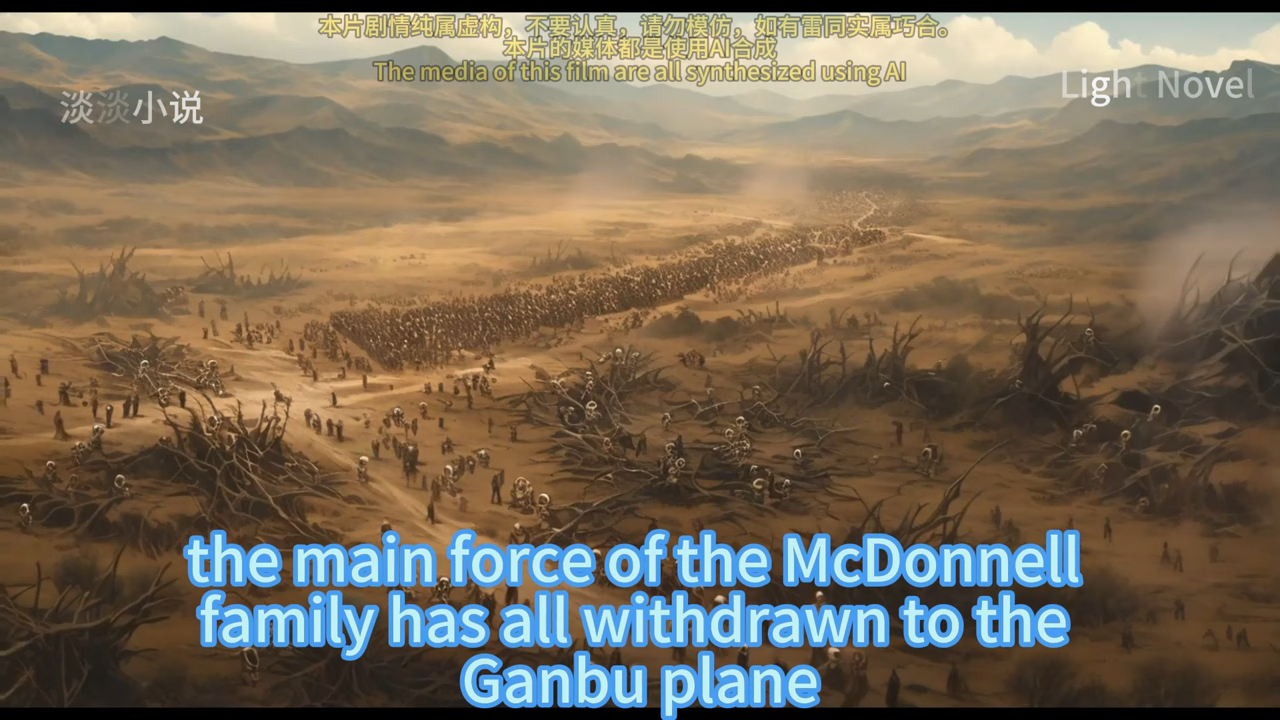 本片剧情纯属虚构，不要认真，请勿模仿，如有雷同实属巧合。
本片的媒体都是使用AI合成
The media of this film are all synthesized using AI
淡淡小说
Light Novel
the main force of the McDonnell
family has all withdrawn to the
Ganbu plane